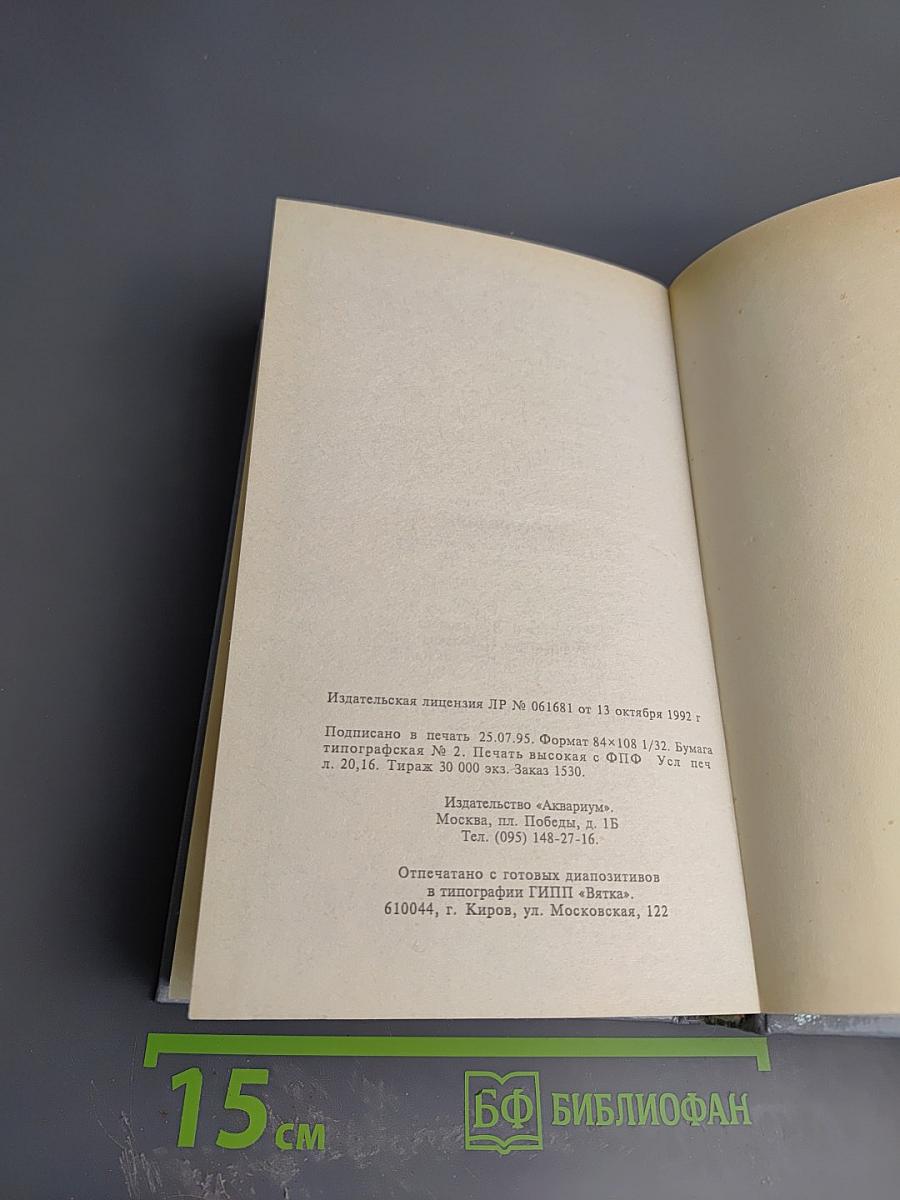 Издательская лицензия ЛР № 061681 от 13 октября 1992 г
Подписано в печать 25.07.95. Формат 84×108 1/32. Бумага
типографская № 2. Печать высокая с ФПФ Усл печ
л. 20,16. Тираж 30 000 экз. Заказ 1530.
Издательство «Аквариум».
Москва, пл. Победы, д. 1Б
Тел. (095) 148-27-16.
Отпечатано с готовых диапозитивов
в типографии ГИПП «Вятка».
610044, г. Киров, ул. Московская, 122
15 см
БФ БИБЛИОФАН